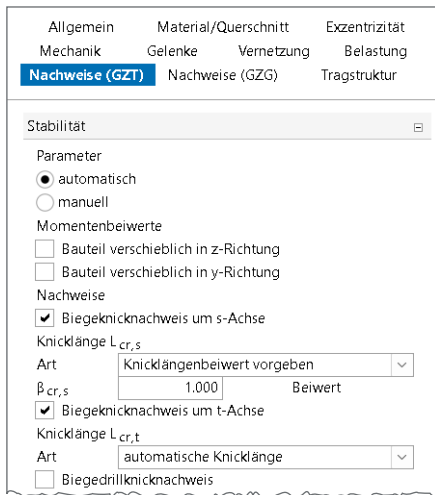 Allgemein Material/Querschnitt Exzentrizität
Mechanik Gelenke Vernetzung Belastung
Nachweise (GZT) Nachweise (GZG) Tragstruktur
Stabilität
Parameter
automatisch
manuell
Momentenbeiwerte
Bauteil verschieblich in z-Richtung
Bauteil verschieblich in y-Richtung
Nachweise
Biegeknicknachweis um s-Achse
Knicklänge L cr,s
Art Knicklängenbeiwert vorgeben
β cr,s 1.000 Beiwert
Biegeknicknachweis um t-Achse
Knicklänge L cr,t
Art automatische Knicklänge
Biegedrillknicknachweis